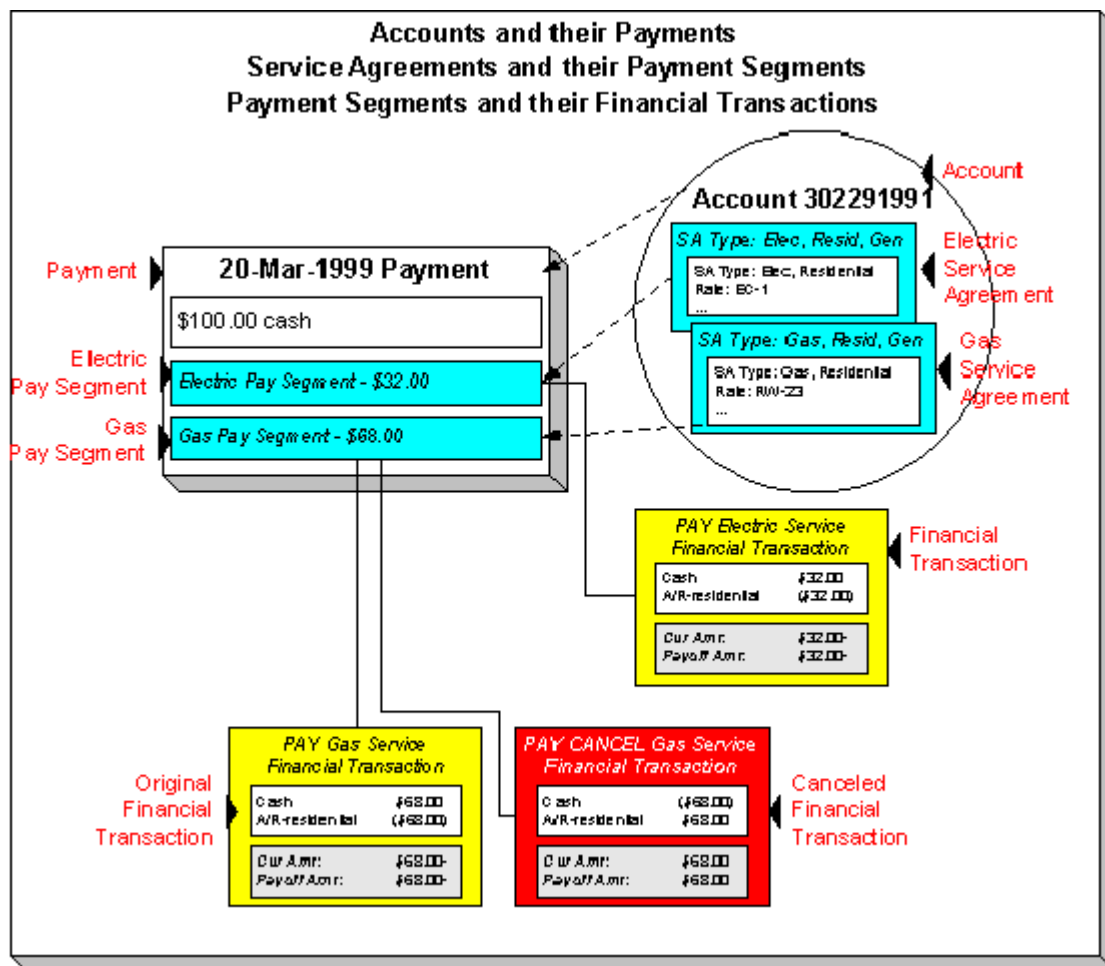 Accounts and their Payments
Service Agreements and their Payment Segments
Payment Segments and their Financial Transactions
Account
Account 302291991
SA Type: Elec, Resid, Gen
SA Type: Elec, Residential
Rate: EC-1
...
Electric
Service
Agreement
SA Type: Gas, Resid, Gen
SA Type: Gas, Residential
Rate: RW-23
...
Gas
Service
Agreement
Payment
20-Mar-1999 Payment
$100.00 cash
Electric
Pay Segment
Electric Pay Segment - $32.00
Gas
Pay Segment
Gas Pay Segment - $68.00
PAY Electric Service
Financial Transaction
Cash $32.00
A/R-residential ($32.00)
Cur Amt: $32.00-
Payoff Amt: $32.00-
Financial
Transaction
Original
Financial
Transaction
PAY Gas Service
Financial Transaction
Cash $68.00
A/R-residential ($68.00)
Cur Amt: $68.00-
Payoff Amt: $68.00-
PAY CANCEL Gas Service
Financial Transaction
Cash ($68.00)
A/R-residential $68.00
Cur Amt: $68.00
Payoff Amt: $68.00
Canceled
Financial
Transaction